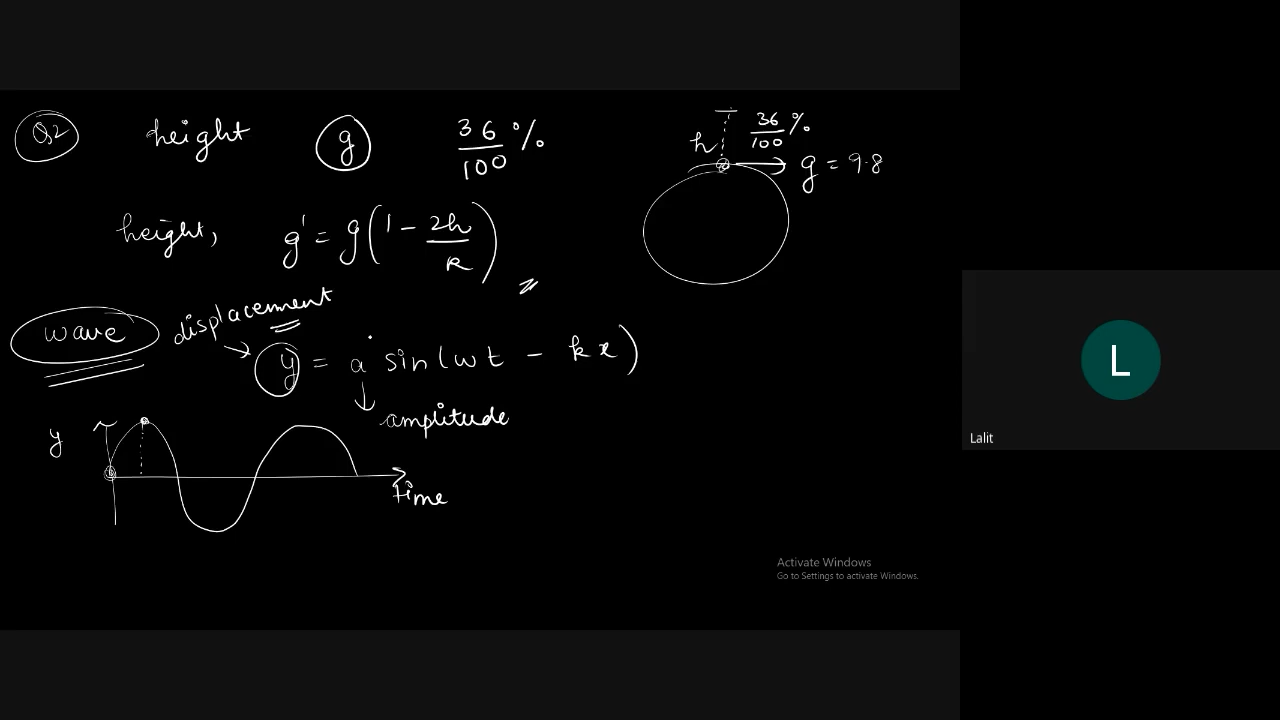 Q2 height g 36/100 %
h 36/100 %
g = 9.8
height, g' = g(1 - 2h/R)
wave displacement
y = a sin(ωt - kx)
amplitude
y
time
Activate Windows
Go to Settings to activate Windows.
L
Lalit